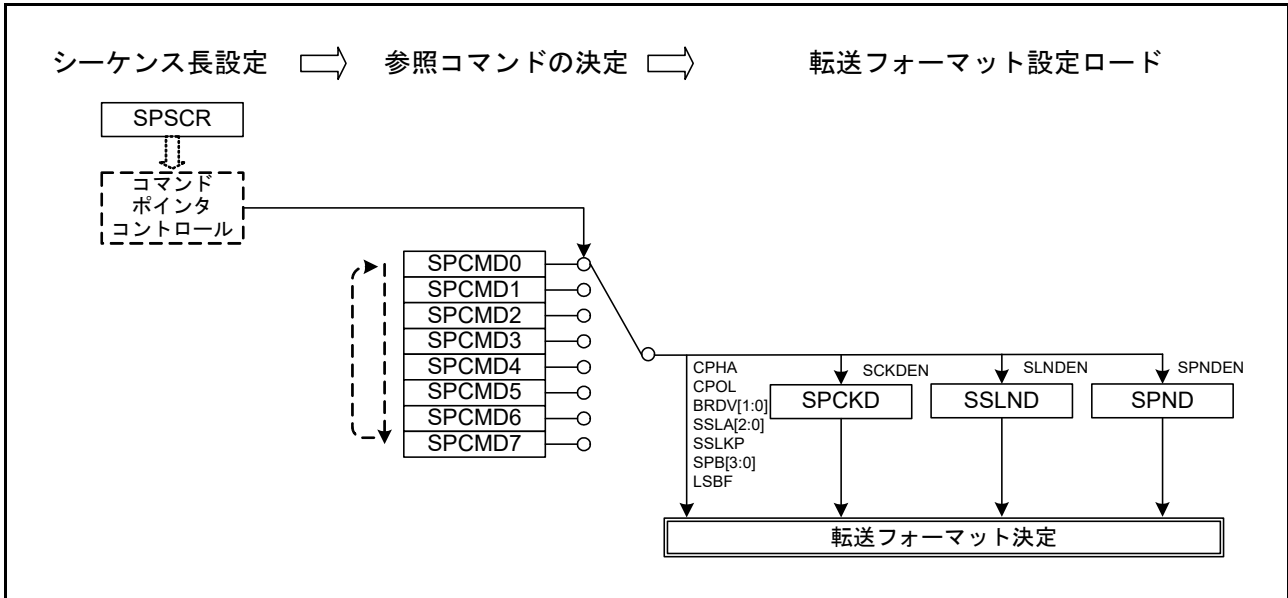 シーケンス長設定
参照コマンドの決定
転送フォーマット設定ロード
SPSCR
コマンド
ポインタ
コントロール
SPCMD0
SPCMD1
SPCMD2
SPCMD3
SPCMD4
SPCMD5
SPCMD6
SPCMD7
CPHA
CPOL
BRDV[1:0]
SSLA[2:0]
SSLKP
SPB[3:0]
LSBF
SCKDEN
SPCKD
SLNDEN
SSLND
SPNDEN
SPND
転送フォーマット決定